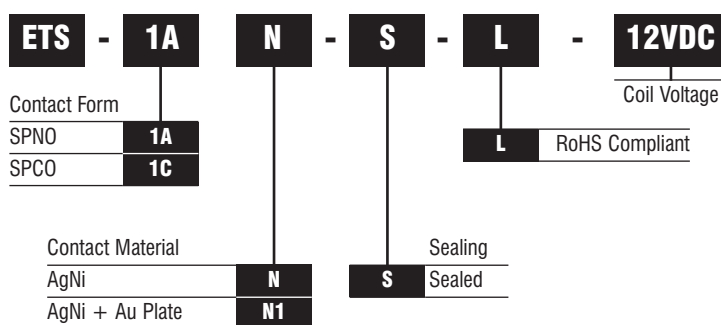 ETS - 1A N - S - L - 12VDC
Coil Voltage
Contact Form
SPNO 1A
SPCO 1C
L RoHS Compliant
Contact Material
AgNi N
AgNi + Au Plate N1
Sealing
S Sealed